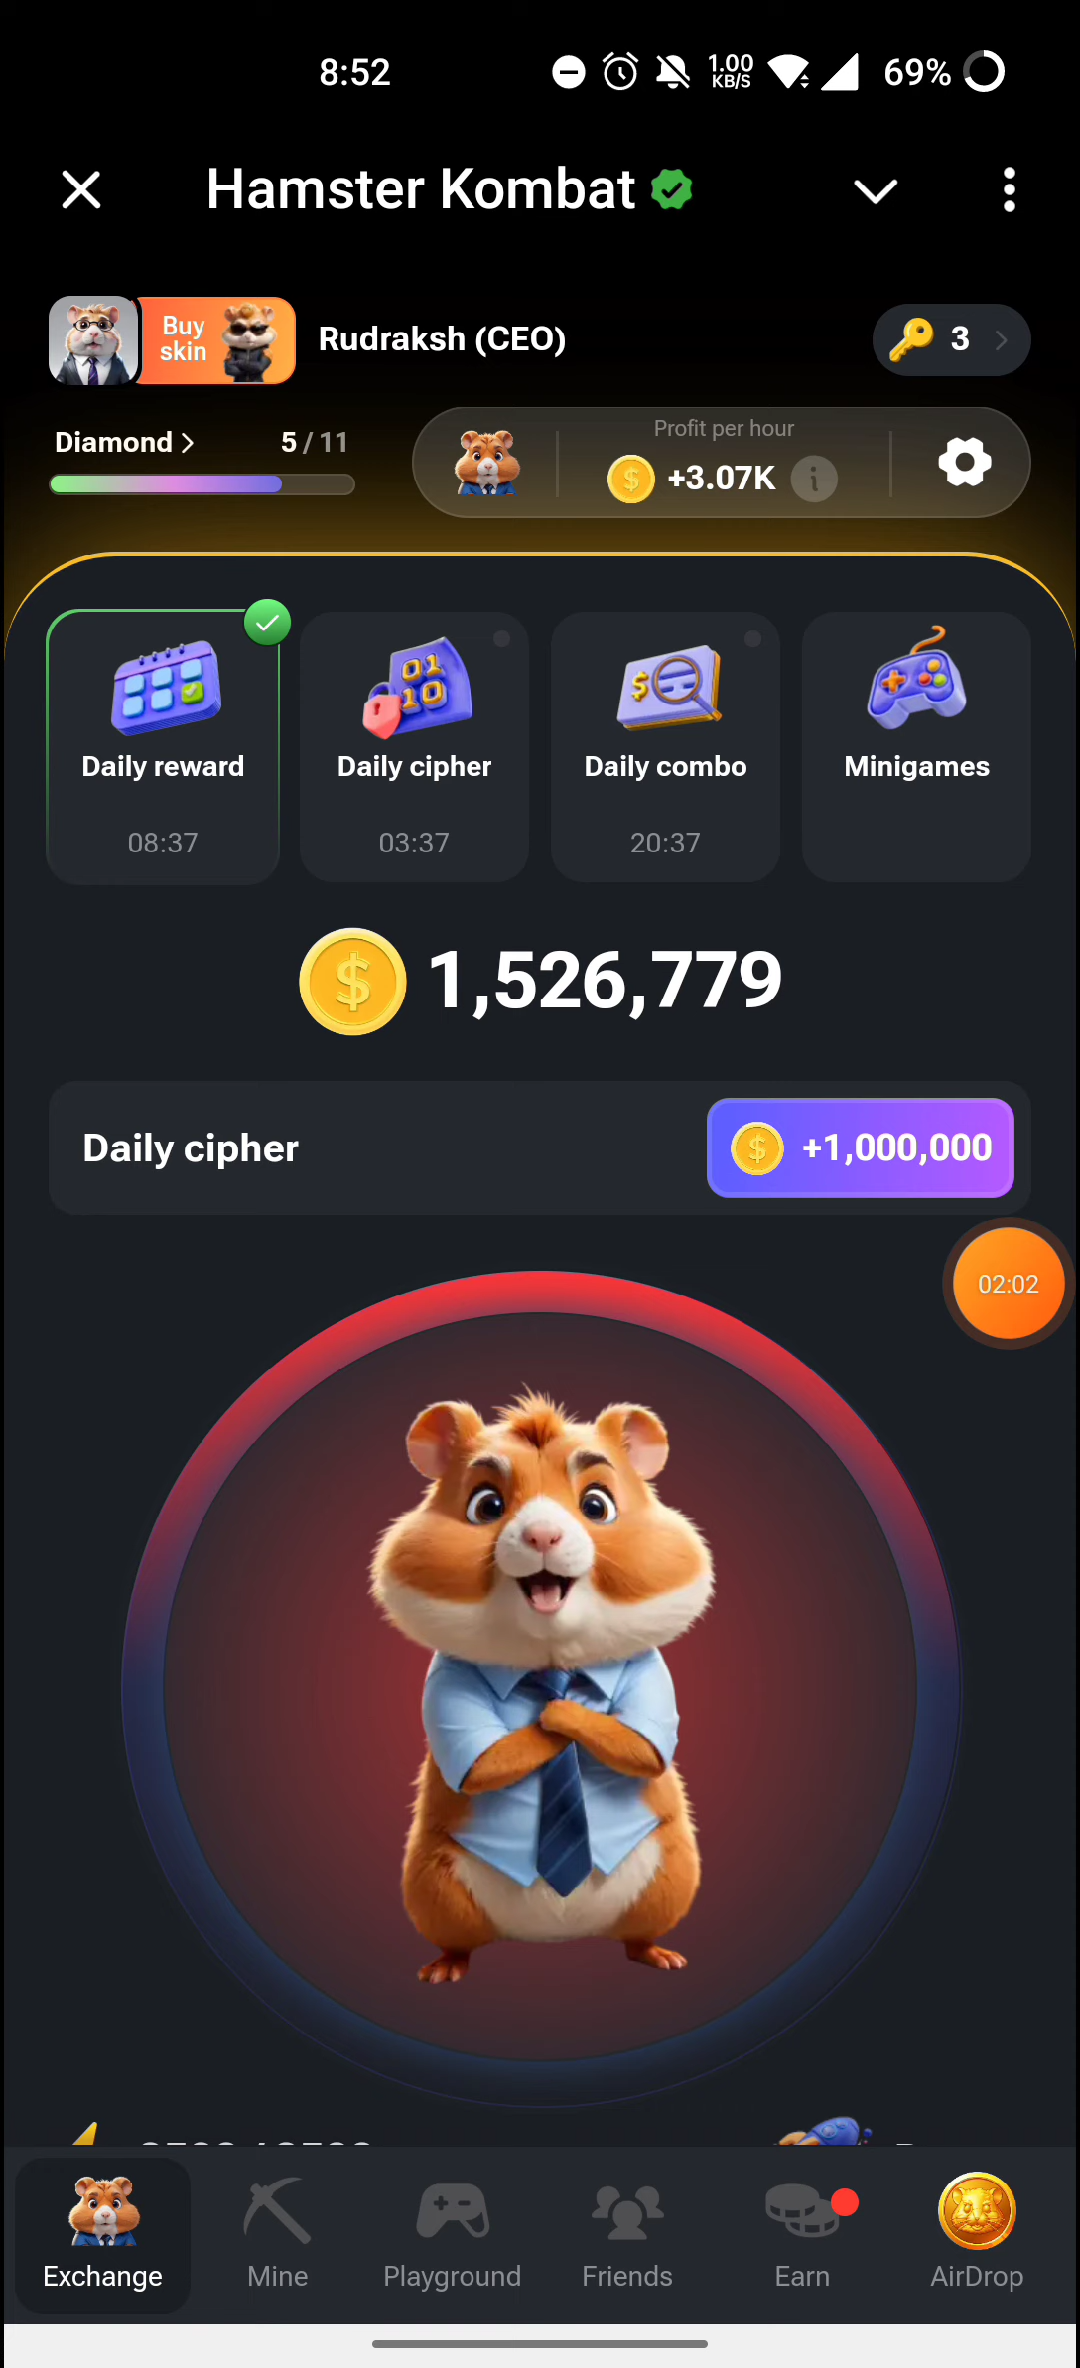 8:52
1.00
KB/S
69%
Hamster Kombat
Buy
skin
Rudraksh (CEO)
3
Diamond
5 / 11
Profit per hour
+3.07K
Daily reward
08:37
Daily cipher
03:37
Daily combo
20:37
Minigames
1,526,779
Daily cipher
+1,000,000
02:02
Exchange
Mine
Playground
Friends
Earn
AirDrop